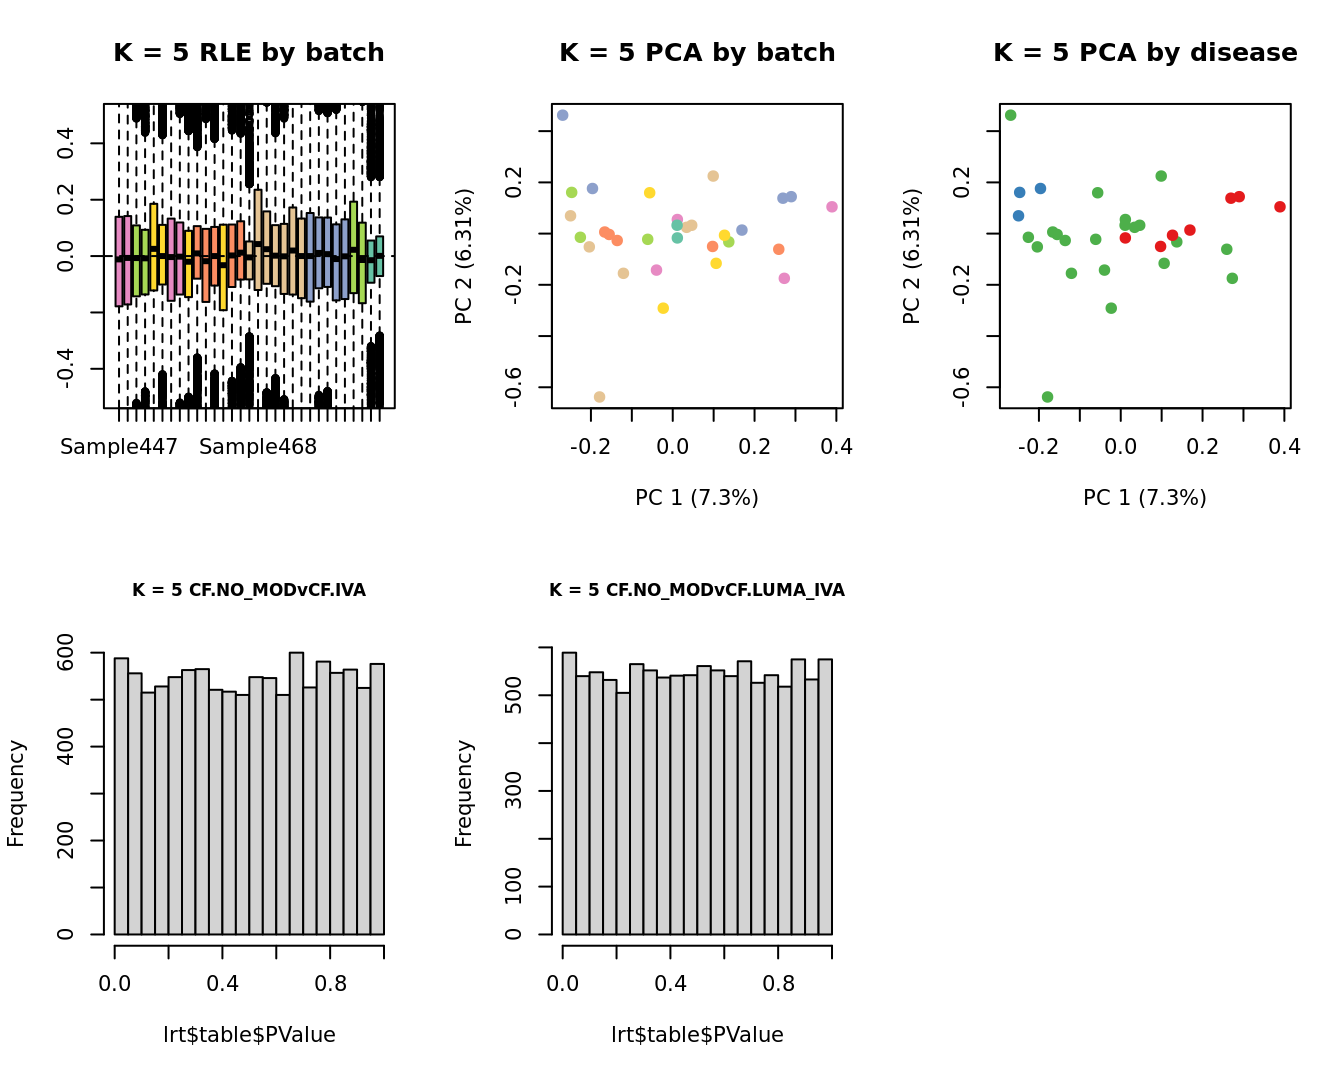 K = 5 RLE by batch
0.4
0.2
0.0
-0.4
Sample447 Sample468
K = 5 PCA by batch
PC 2 (6.31%)
0.2
-0.2
-0.6
-0.2 0.0 0.2 0.4
PC 1 (7.3%)
K = 5 PCA by disease
PC 2 (6.31%)
0.2
-0.2
-0.6
-0.2 0.0 0.2 0.4
PC 1 (7.3%)
K = 5 CF.NO_MODvCF.IVA
Frequency
600
400
200
0
0.0 0.4 0.8
lrt$table$PValue
K = 5 CF.NO_MODvCF.LUMA_IVA
Frequency
500
300
100
0
0.0 0.4 0.8
lrt$table$PValue